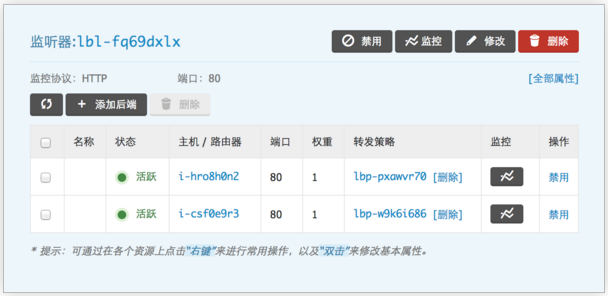 监听器:lbl-fq69dxlx 禁用 监控 修改 删除
监控协议: HTTP 端口: 80 [全部属性]
添加后端 删除
名称 状态 主机 / 路由器 端口 权重 转发策略 监控 操作
活跃 i-hro8h0n2 80 1 lbp-pxawvr70 [删除] 禁用
活跃 i-csf0e9r3 80 1 lbp-w9k6i686 [删除] 禁用
* 提示：可通过在各个资源上点击"右键"来进行常用操作，以及"双击"来修改基本属性。